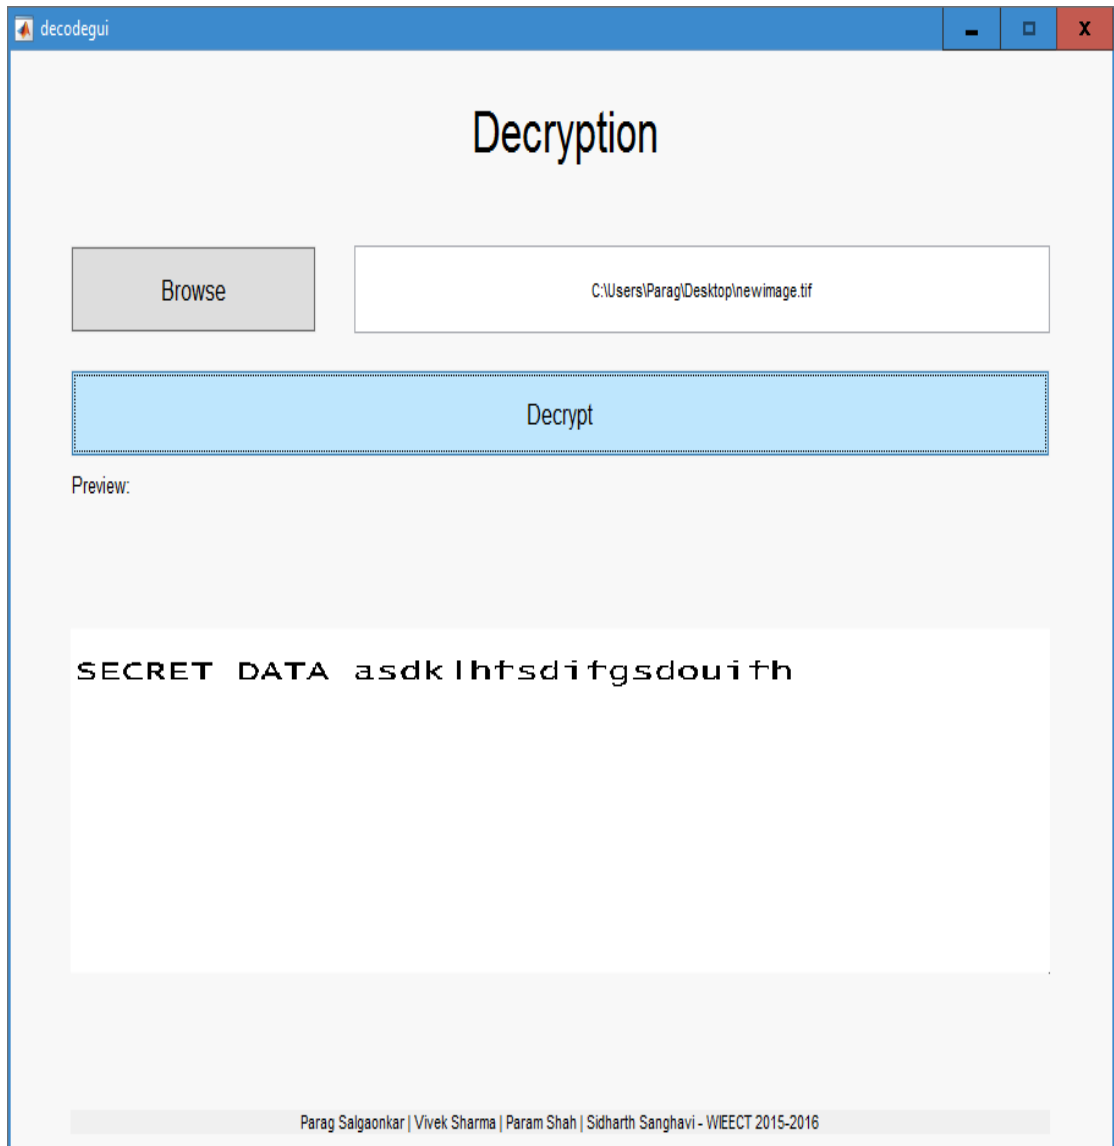 decodegui
Decryption
Browse
C:\Users\Parag\Desktop\newimage.tif
Decrypt
Preview:
SECRET DATA asdklhfsdifgsdouifh
Parag Salgaonkar | Vivek Sharma | Param Shah | Sidharth Sanghavi - WIEECT 2015-2016